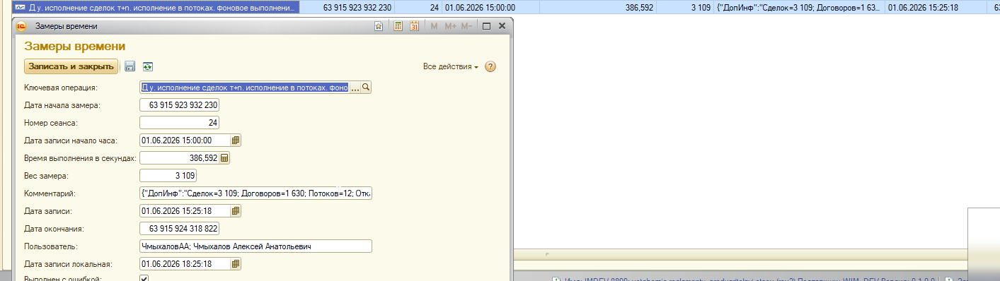 Д у. исполнение сделок т+n. исполнение в потоках. фоновое выполнени... 63 915 923 932 230 24 01.06.2026 15:00:00 386,592 3 109 {"ДопИнф":"Сделок=3 109; Договоров=1 63... 01.06.2026 15:25:18 63
Замеры времени M M+ M-
Замеры времени
Записать и закрыть Все действия ?
Ключевая операция: Д у. исполнение сделок т+n. исполнение в потоках. фоно ...
Дата начала замера: 63 915 923 932 230
Номер сеанса: 24
Дата записи начало часа: 01.06.2026 15:00:00
Время выполнения в секундах: 386,592
Вес замера: 3 109
Комментарий: {"ДопИнф":"Сделок=3 109; Договоров=1 630; Потоков=12; Отк
Дата записи: 01.06.2026 15:25:18
Дата окончания: 63 915 924 318 822
Пользователь: ЧмыхаловАА; Чмыхалов Алексей Анатольевич
Дата записи локальная: 01.06.2026 18:25:18
Выполнен с ошибкой: